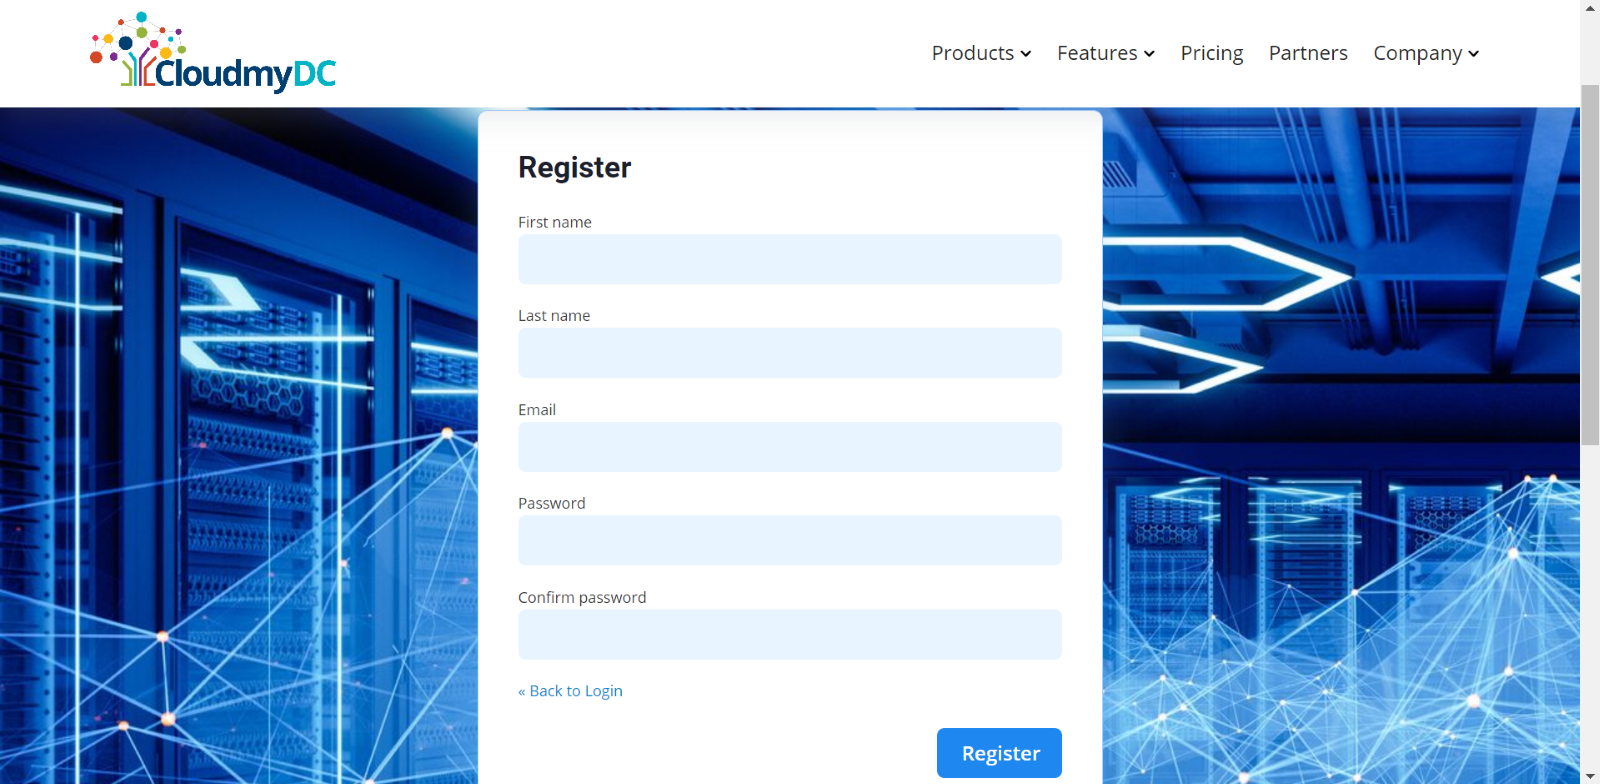 CloudmyDC
Products Features Pricing Partners Company
Register
First name
Last name
Email
Password
Confirm password
« Back to Login
Register